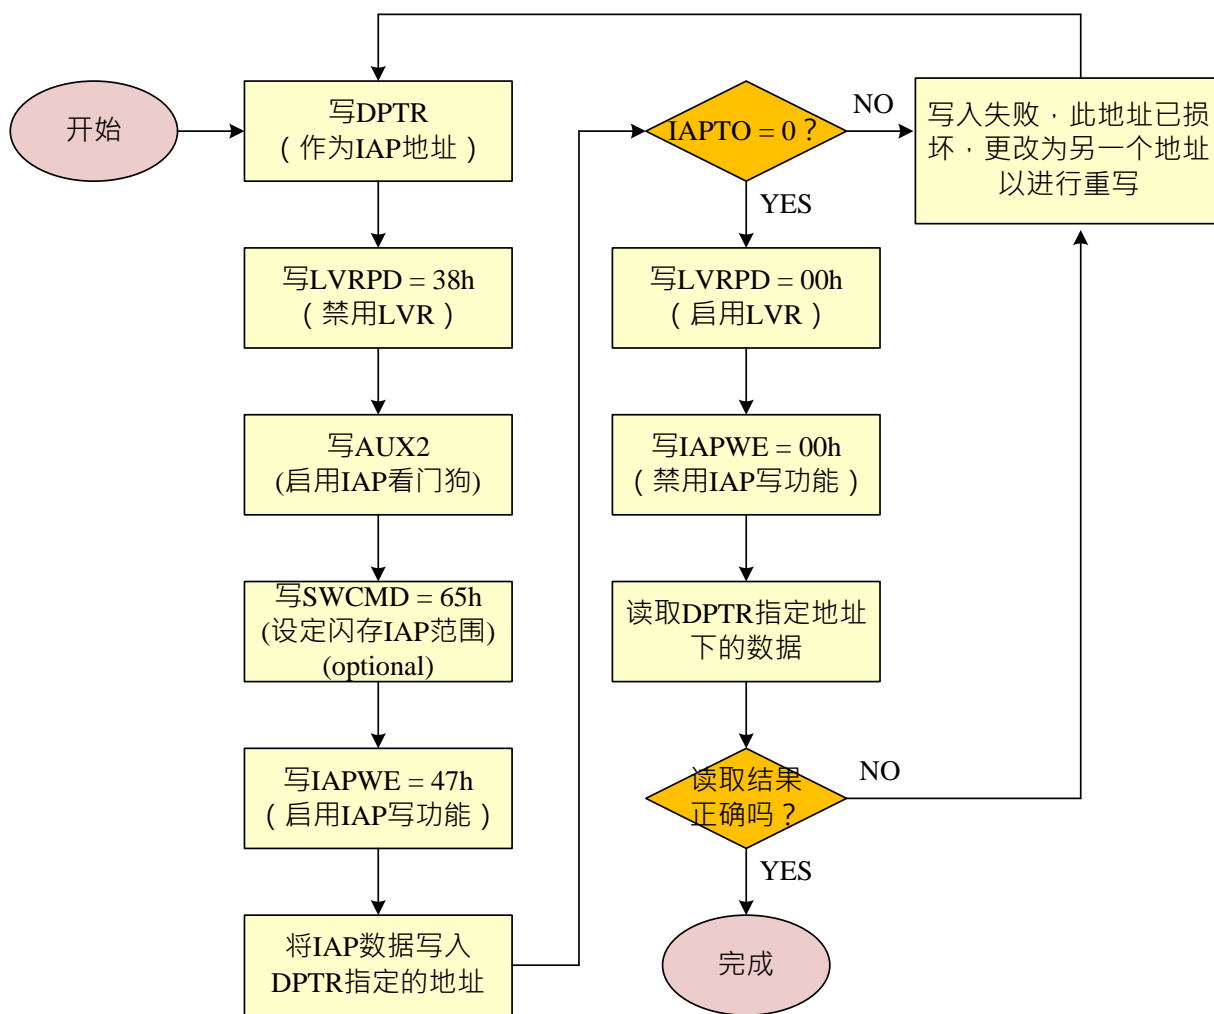 开始
写DPTR
（作为IAP地址）
写LVRPD = 38h
（禁用LVR）
写AUX2
(启用IAP看门狗)
写SWCMD = 65h
(设定闪存IAP范围)
(optional)
写IAPWE = 47h
（启用IAP写功能）
将IAP数据写入
DPTR指定的地址
IAPTO = 0？
NO
YES
写入失败，此地址已损
坏，更改为另一个地址
以进行重写
写LVRPD = 00h
（启用LVR）
写IAPWE = 00h
（禁用IAP写功能）
读取DPTR指定地址
下的数据
读取结果
正确吗？
NO
YES
完成